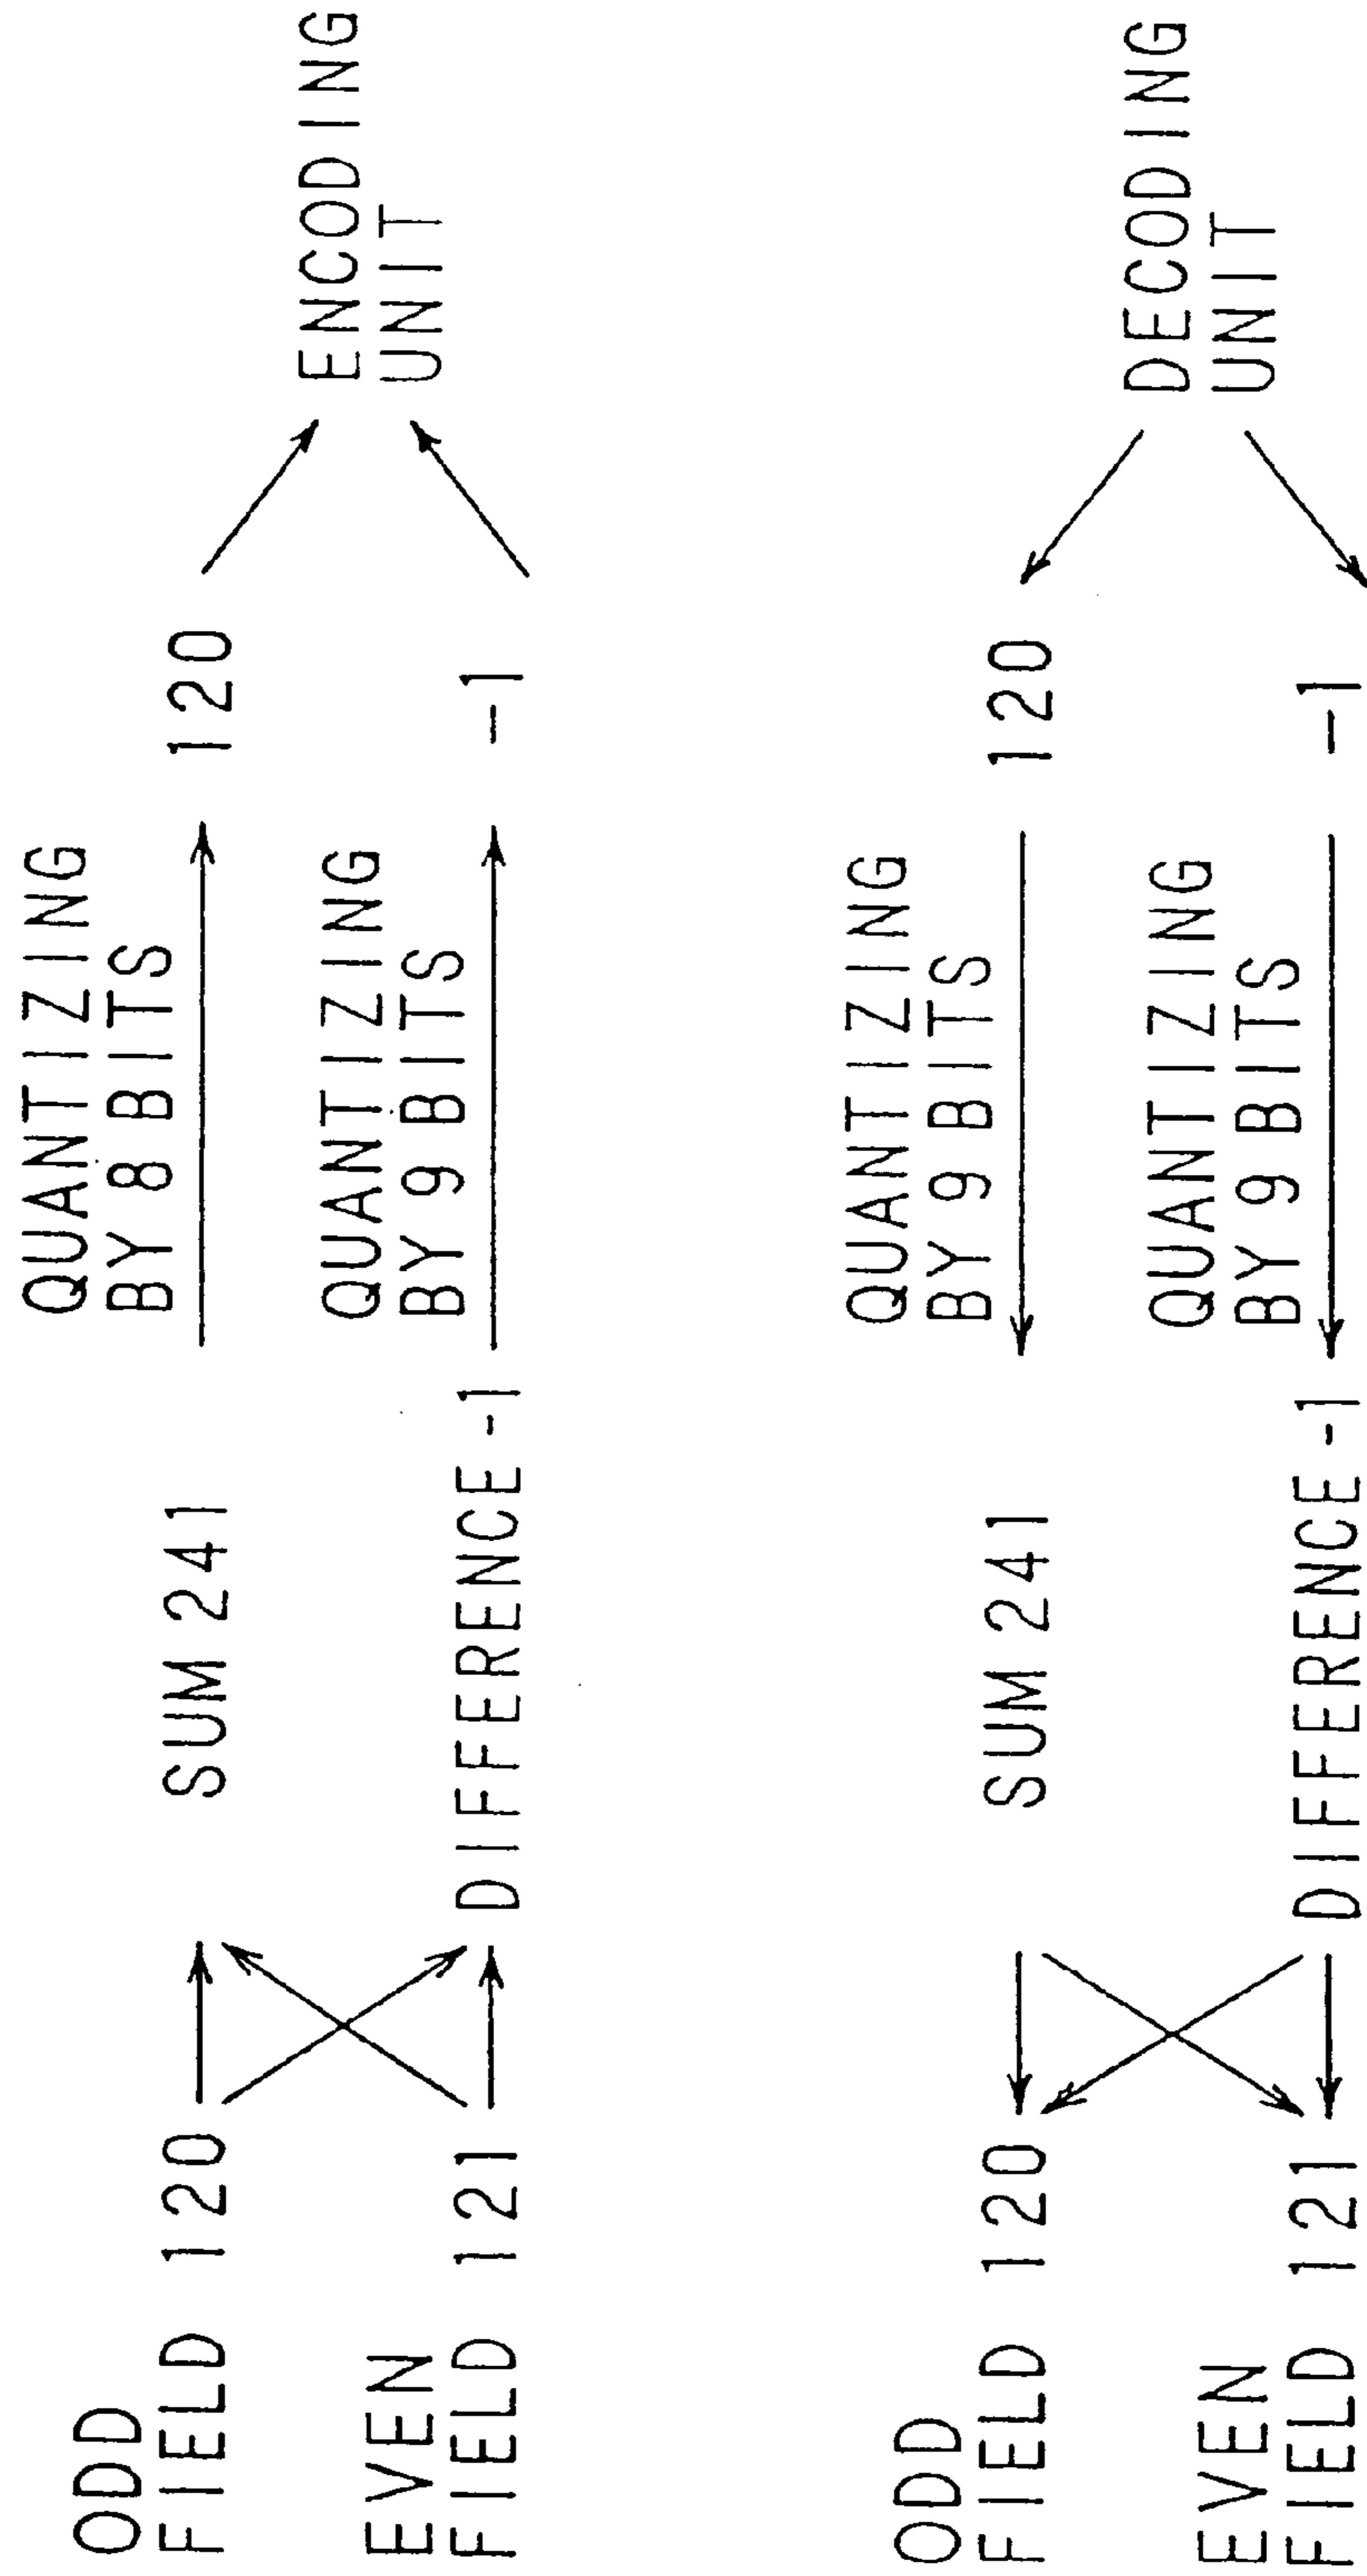 ODD
FIELD 120
EVEN
FIELD 121
SUM 241
DIFFERENCE -1
QUANTIZING
BY 8 BITS
QUANTIZING
BY 9 BITS
120
-1
ENCODING
UNIT
ODD
FIELD 120
EVEN
FIELD 121
SUM 241
DIFFERENCE -1
QUANTIZING
BY 9 BITS
QUANTIZING
BY 9 BITS
120
-1
DECODING
UNIT